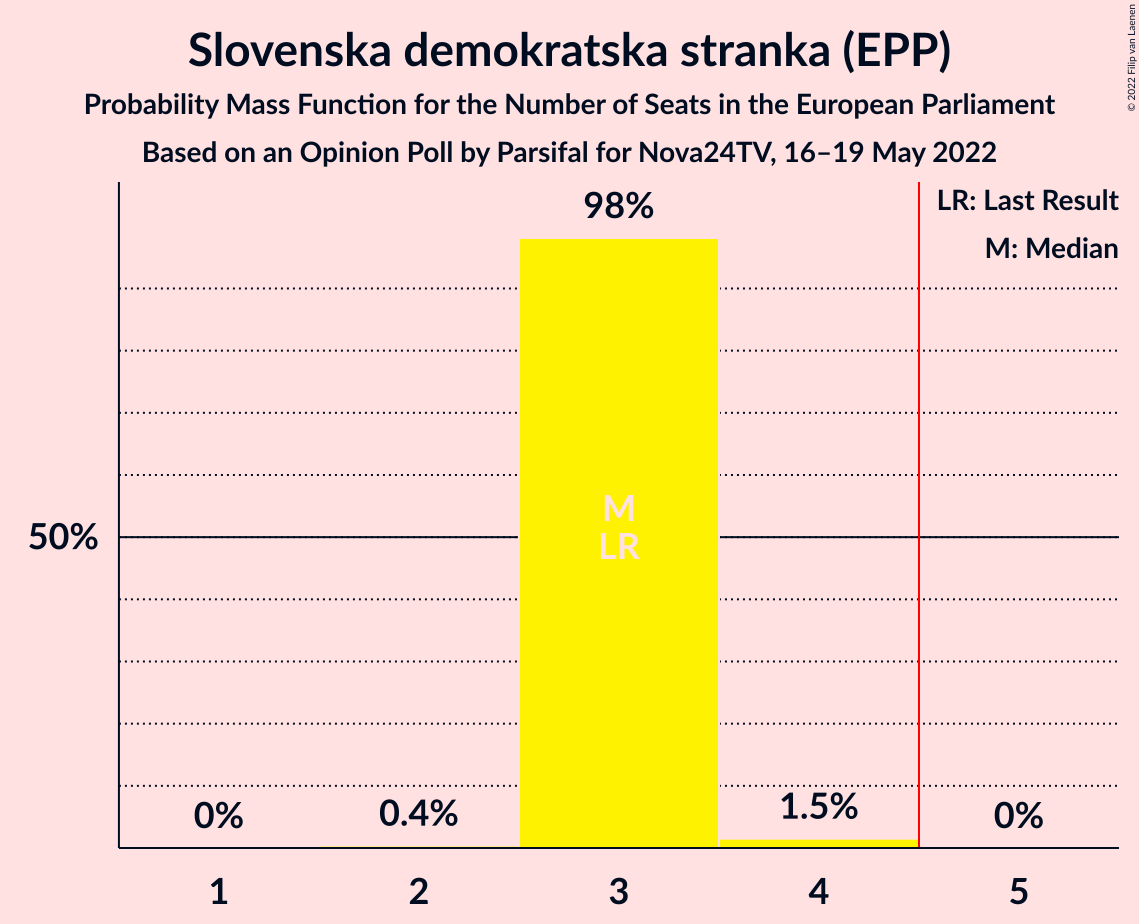 Slovenska demokratska stranka (EPP)
Probability Mass Function for the Number of Seats in the European Parliament
Based on an Opinion Poll by Parsifal for Nova24TV, 16–19 May 2022
© 2022 Filip van Laenen
LR: Last Result
M: Median
98%
50%
M
LR
0%
0.4%
1.5%
0%
1
2
3
4
5